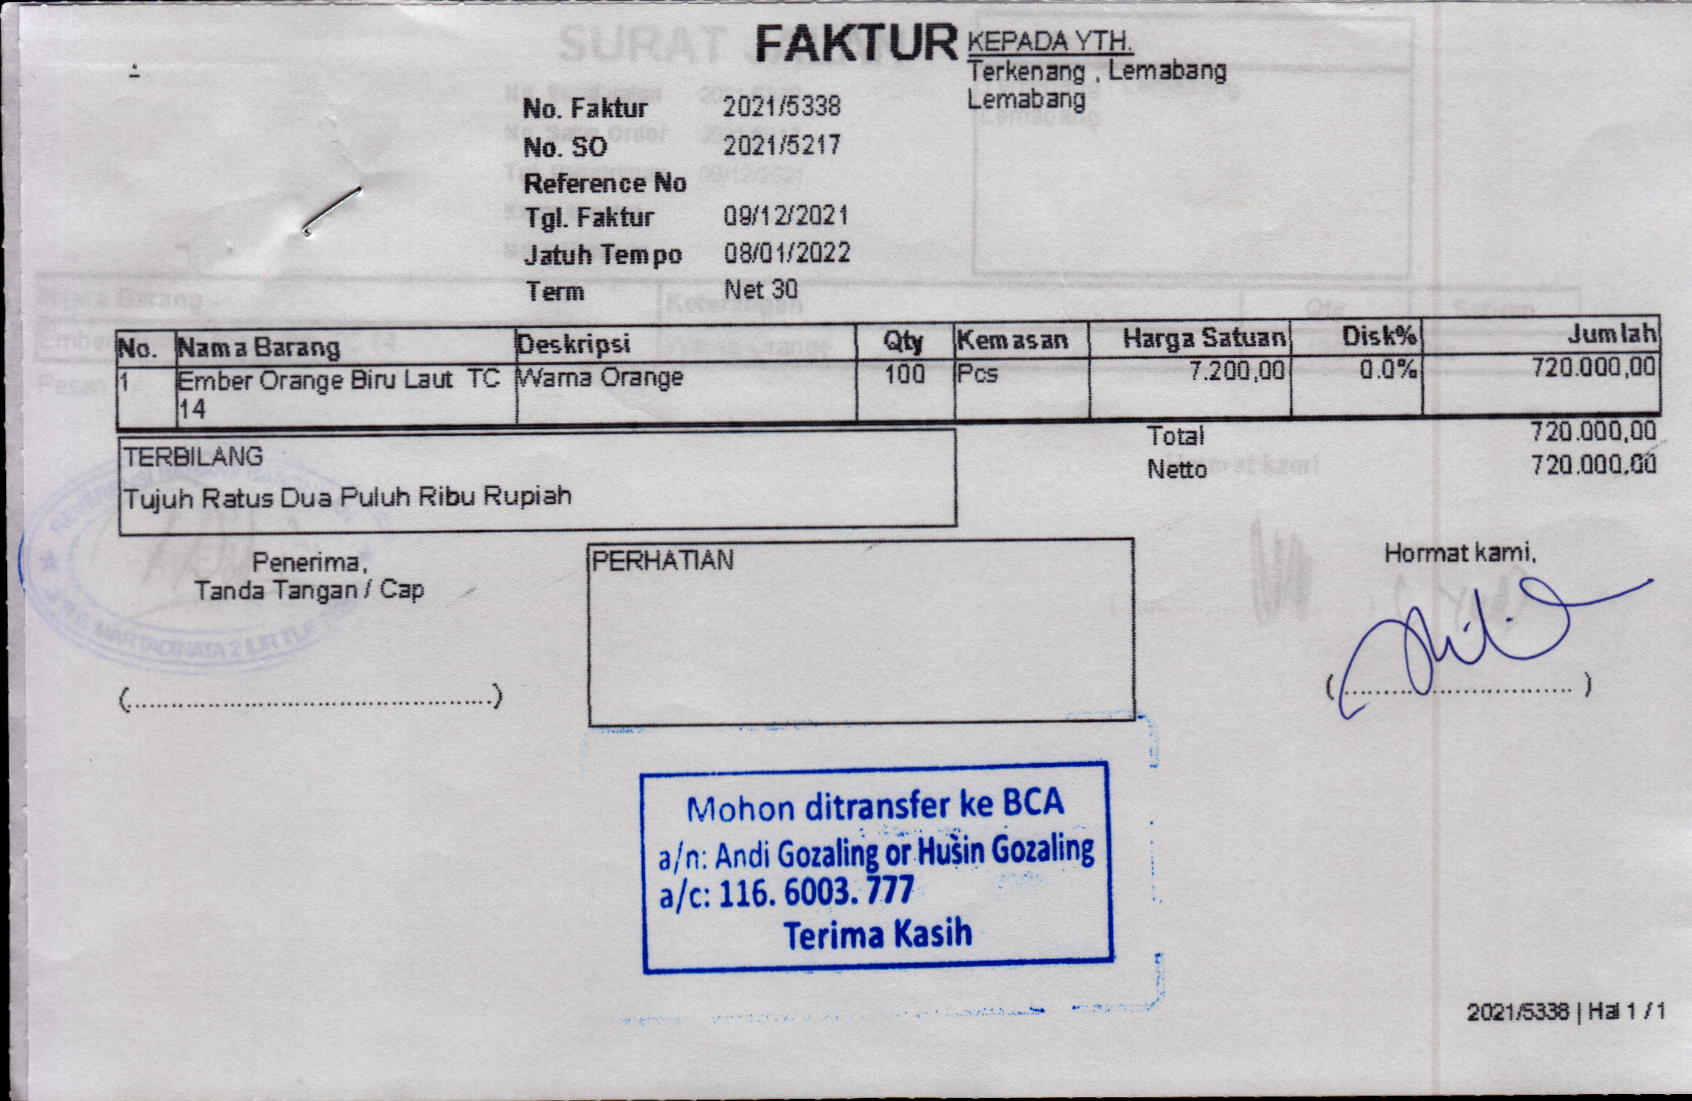 FAKTUR
KEPADA YTH.
Terkenang , Lemabang
Lemabang
No. Faktur 2021/5338
No. SO 2021/5217
Reference No
Tgl. Faktur 09/12/2021
Jatuh Tempo 08/01/2022
Term Net 30
No. Nama Barang Deskripsi Qty Kemasan Harga Satuan Disk% Jumlah
1 Ember Orange Biru Laut TC Warna Orange 100 Pcs 7.200,00 0.0% 720.000,00
14
Total 720.000,00
Netto 720.000,00
TERBILANG
Tujuh Ratus Dua Puluh Ribu Rupiah
Penerima,
Tanda Tangan / Cap
(................................................)
PERHATIAN
Hormat kami,
(.............................. )
Mohon ditransfer ke BCA
a/n: Andi Gozaling or Husin Gozaling
a/c: 116. 6003. 777
Terima Kasih
2021/5338 | Hal 1 / 1